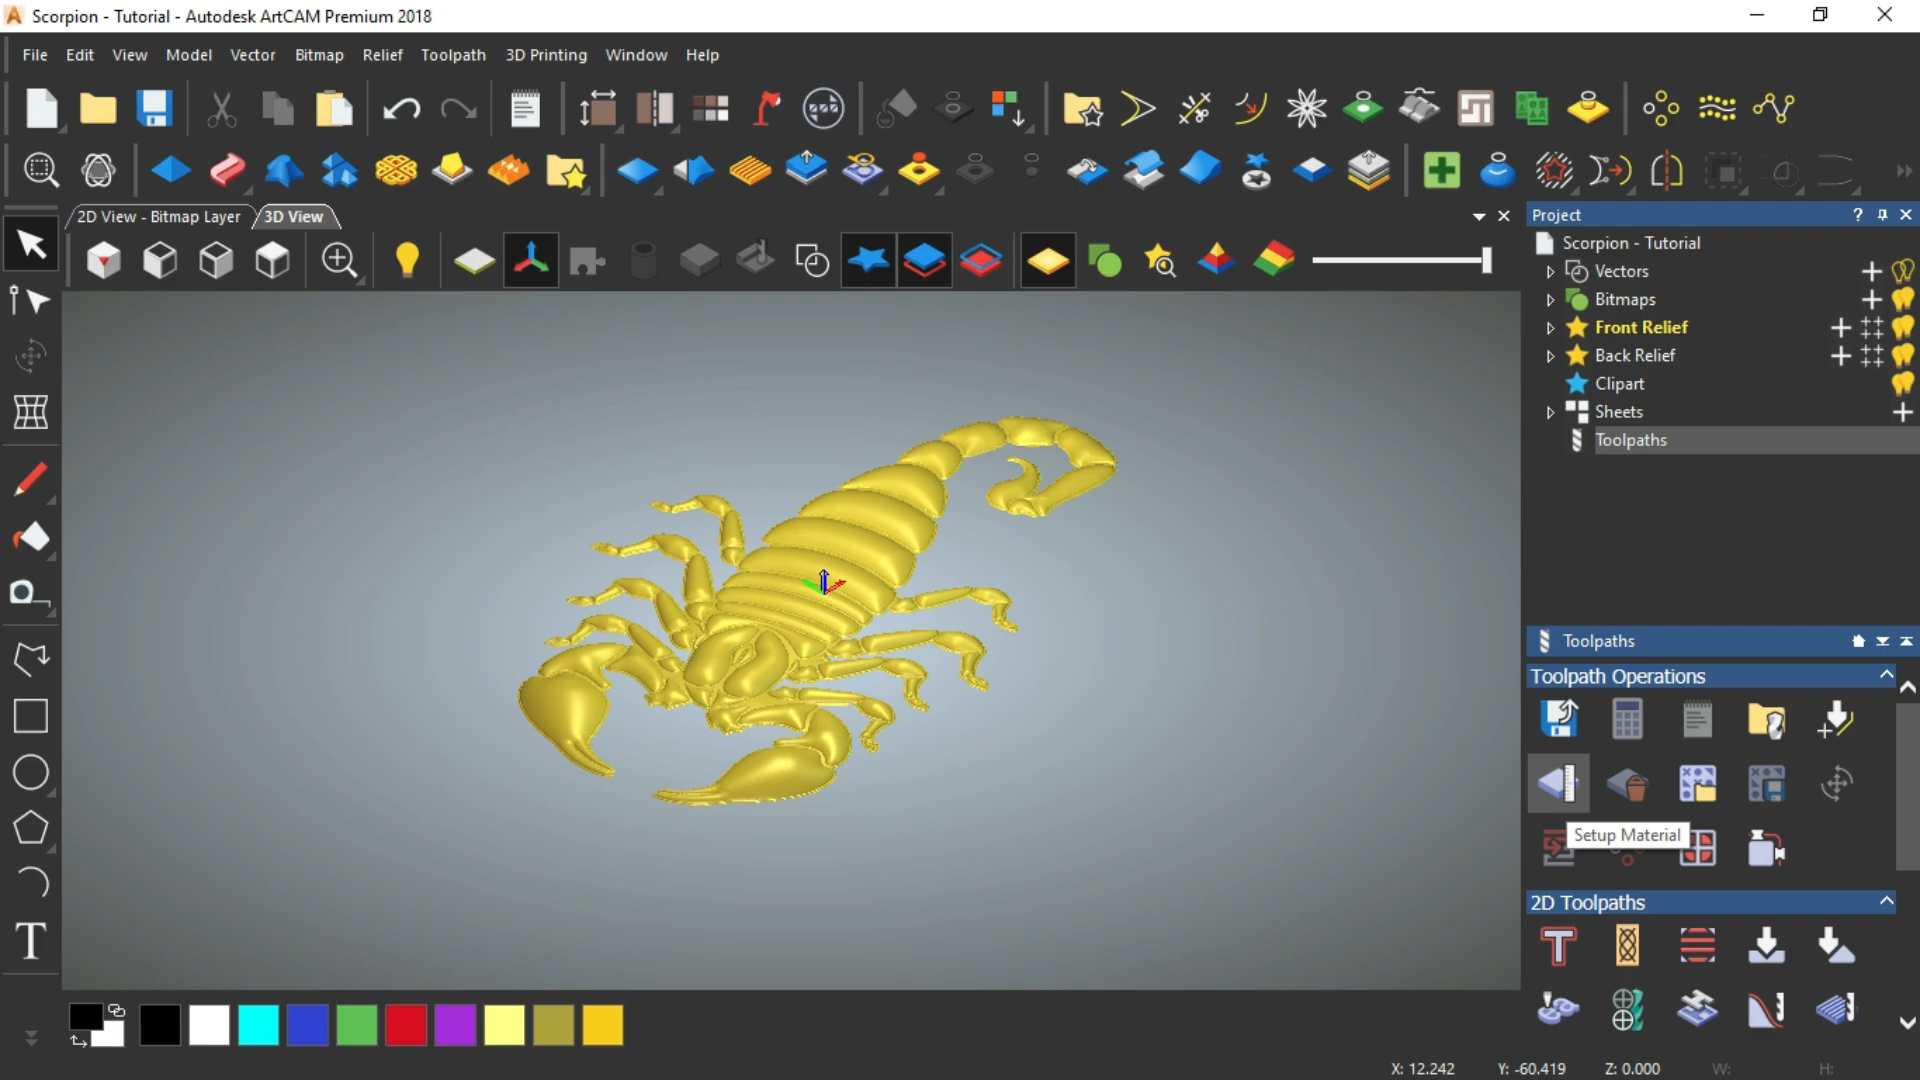 Scorpion - Tutorial - Autodesk ArtCAM Premium 2018
File Edit View Model Vector Bitmap Relief Toolpath 3D Printing Window Help
2D View - Bitmap Layer 3D View
Project
Scorpion - Tutorial
Vectors
Bitmaps
Front Relief
Back Relief
Clipart
Sheets
Toolpaths
Toolpaths
Toolpath Operations
Setup Material
2D Toolpaths
X: 12.242 Y: -60.419 Z: 0.000 W: H: